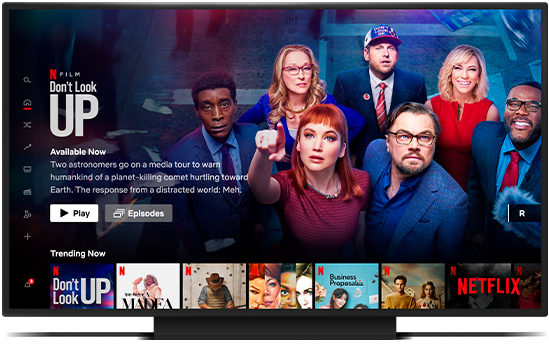 N FILM
Don't Look
UP
Available Now
Two astronomers go on a media tour to warn
humankind of a planet-killing comet hurtling toward
Earth. The response from a distracted world: Meh.
Play
Episodes
R
Trending Now
N
Don't
Look
UP
N
N
N
N
Business
Proposal
N
N
NETFLIX